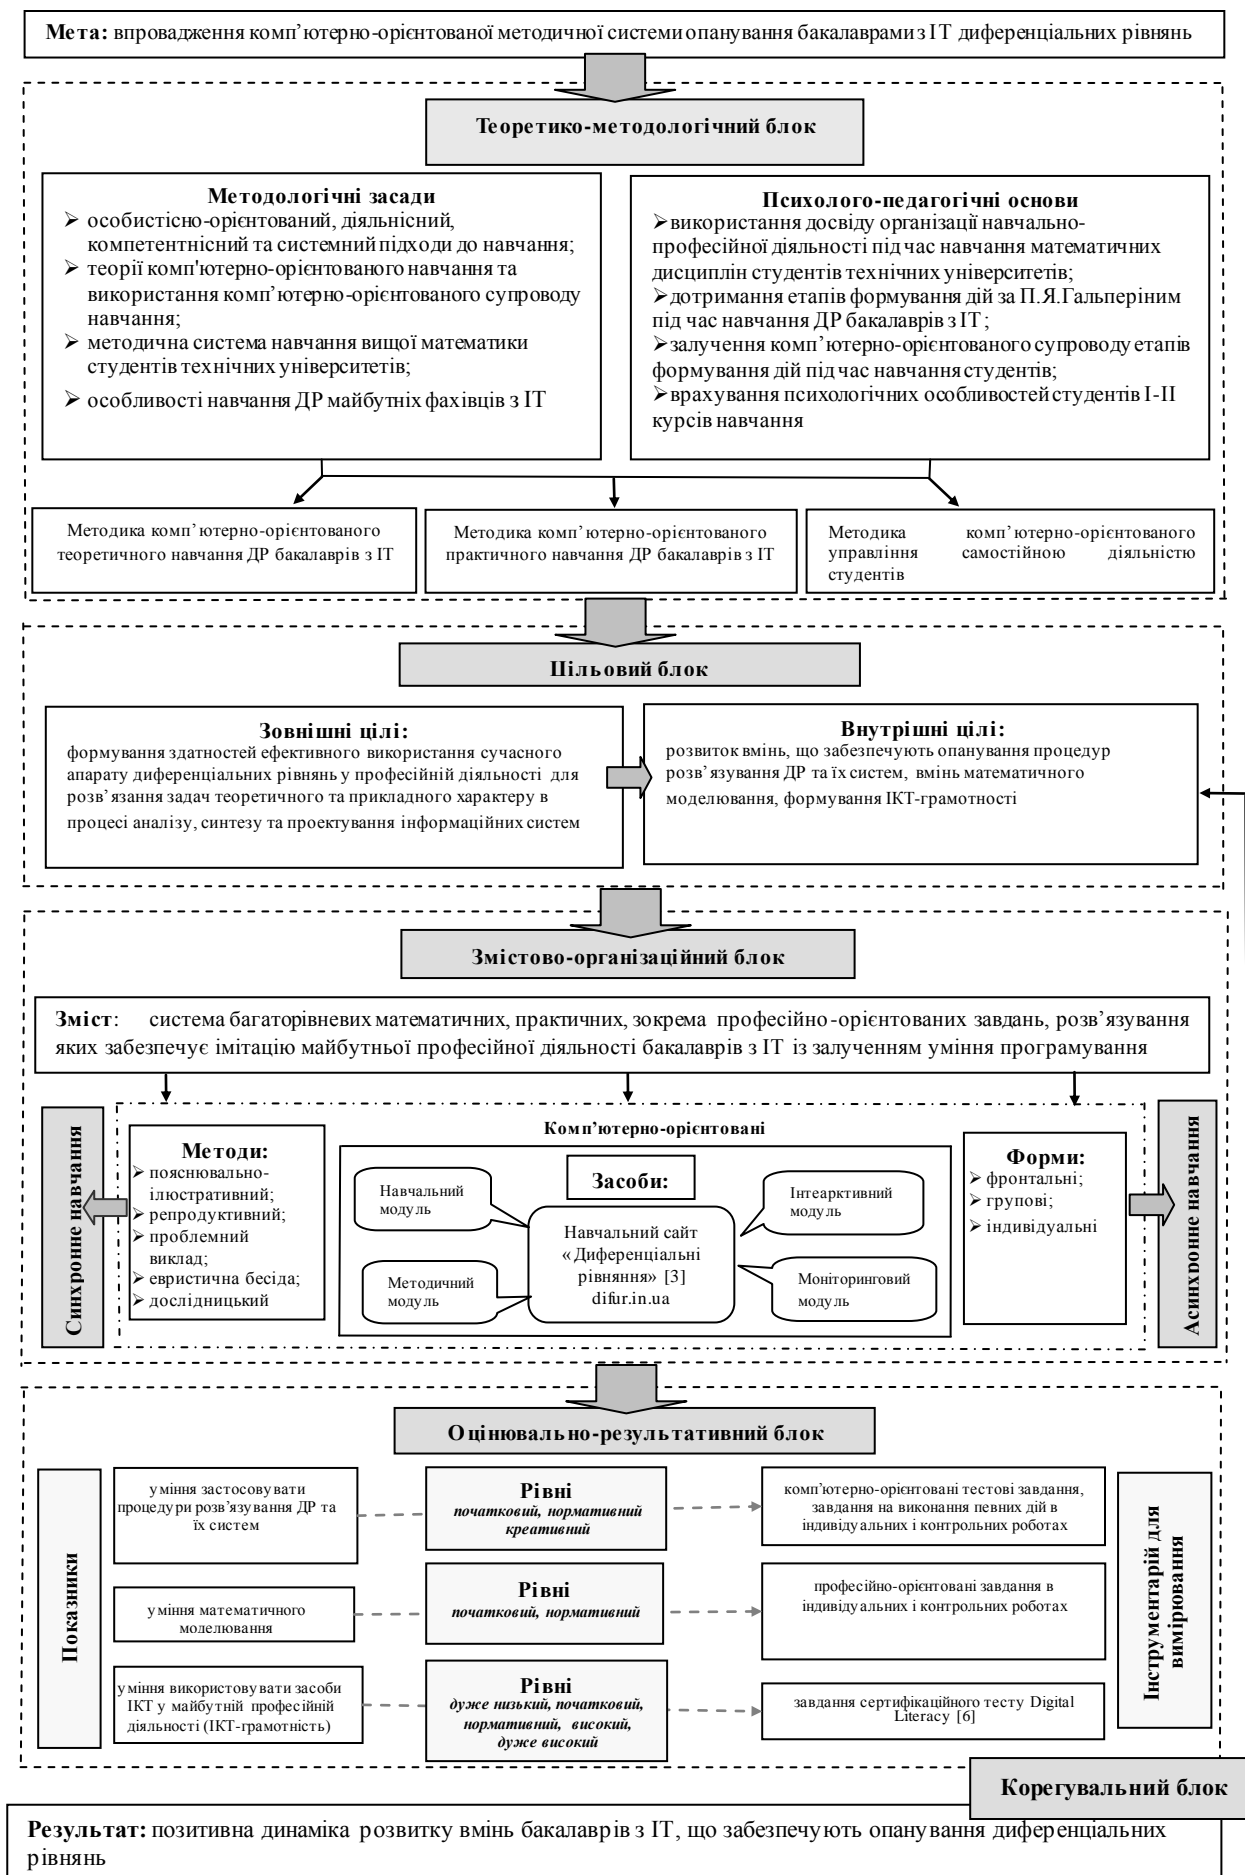 Мета: впровадження комп’ютерно-орієнтованої методичної системи опанування бакалаврами з ІТ диференціальних рівнянь
Теоретико-методологічний блок
Методологічні засади
➢ особистісно-орієнтований, діяльнісний,
компетентнісний та системний підходи до навчання;
➢ теорії комп'ютерно-орієнтованого навчання та
використання комп’ютерно-орієнтованого супроводу
навчання;
➢ методична система навчання вищої математики
студентів технічних університетів;
➢ особливості навчання ДР майбутніх фахівців з ІТ
Психолого-педагогічні основи
➢використання досвіду організації навчально-
професійної діяльності під час навчання математичних
дисциплін студентів технічних університетів;
➢дотримання етапів формування дій за П.Я.Гальперіним
під час навчання ДР бакалаврів з ІТ;
➢залучення комп’ютерно-орієнтованого супроводу етапів
формування дій під час навчання студентів;
➢врахування психологічних особливостей студентів І-ІІ
курсів навчання
Методика комп’ютерно-орієнтованого
теоретичного навчання ДР бакалаврів з ІТ
Методика комп’ютерно-орієнтованого
практичного навчання ДР бакалаврів з ІТ
Методика комп’ютерно-орієнтованого
управління самостійною діяльністю
студентів
Пільовий блок
Зовнішні цілі:
формування здатностей ефективного використання сучасного
апарату диференціальних рівнянь у професійній діяльності для
розв’язання задач теоретичного та прикладного характеру в
процесі аналізу, синтезу та проектування інформаційних систем
Внутрішні цілі:
розвиток вмінь, що забезпечують опанування процедур
розв’язування ДР та їх систем, вмінь математичного
моделювання, формування ІКТ-грамотності
Змістово-організаційний блок
Зміст: система багаторівневих математичних, практичних, зокрема професійно-орієнтованих завдань, розв’язування
яких забезпечує імітацію майбутньої професійної діяльності бакалаврів з ІТ із залученням уміння програмування
Синхронне навчання
Методи:
➢ пояснювально-
ілюстративний;
➢ репродуктивний;
➢ проблемний
виклад;
➢ евристична бесіда;
➢ дослідницький
Комп’ютерно-орієнтовані
Засоби:
Навчальний
модуль
Методичний
модуль
Навчальний сайт
«Диференціальні
рівняння» [3]
difur.in.ua
Інтеарктивний
модуль
Моніторинговий
модуль
Форми:
➢ фронтальні;
➢ групові;
➢ індивідуальні
Асинхронне навчання
Оцінювально-результативний блок
Показники
уміння застосовувати
процедури розв’язування ДР та
їх систем
Рівні
початковий, нормативний
креативний
комп’ютерно-орієнтовані тестові завдання,
завдання на виконання певних дій в
індивідуальних і контрольних роботах
уміння математичного
моделювання
Рівні
початковий, нормативний
професійно-орієнтовані завдання в
індивідуальних і контрольних роботах
уміння використовувати засоби
ІКТ у майбутній професійній
діяльності (ІКТ-грамотність)
Рівні
дуже низький, початковий,
нормативний, високий,
дуже високий
завдання сертифікаційного тесту Digital
Literacy [6]
Інструментарій для
вимірювання
Корегувальний блок
Результат: позитивна динаміка розвитку вмінь бакалаврів з ІТ, що забезпечують опанування диференціальних
рівнянь